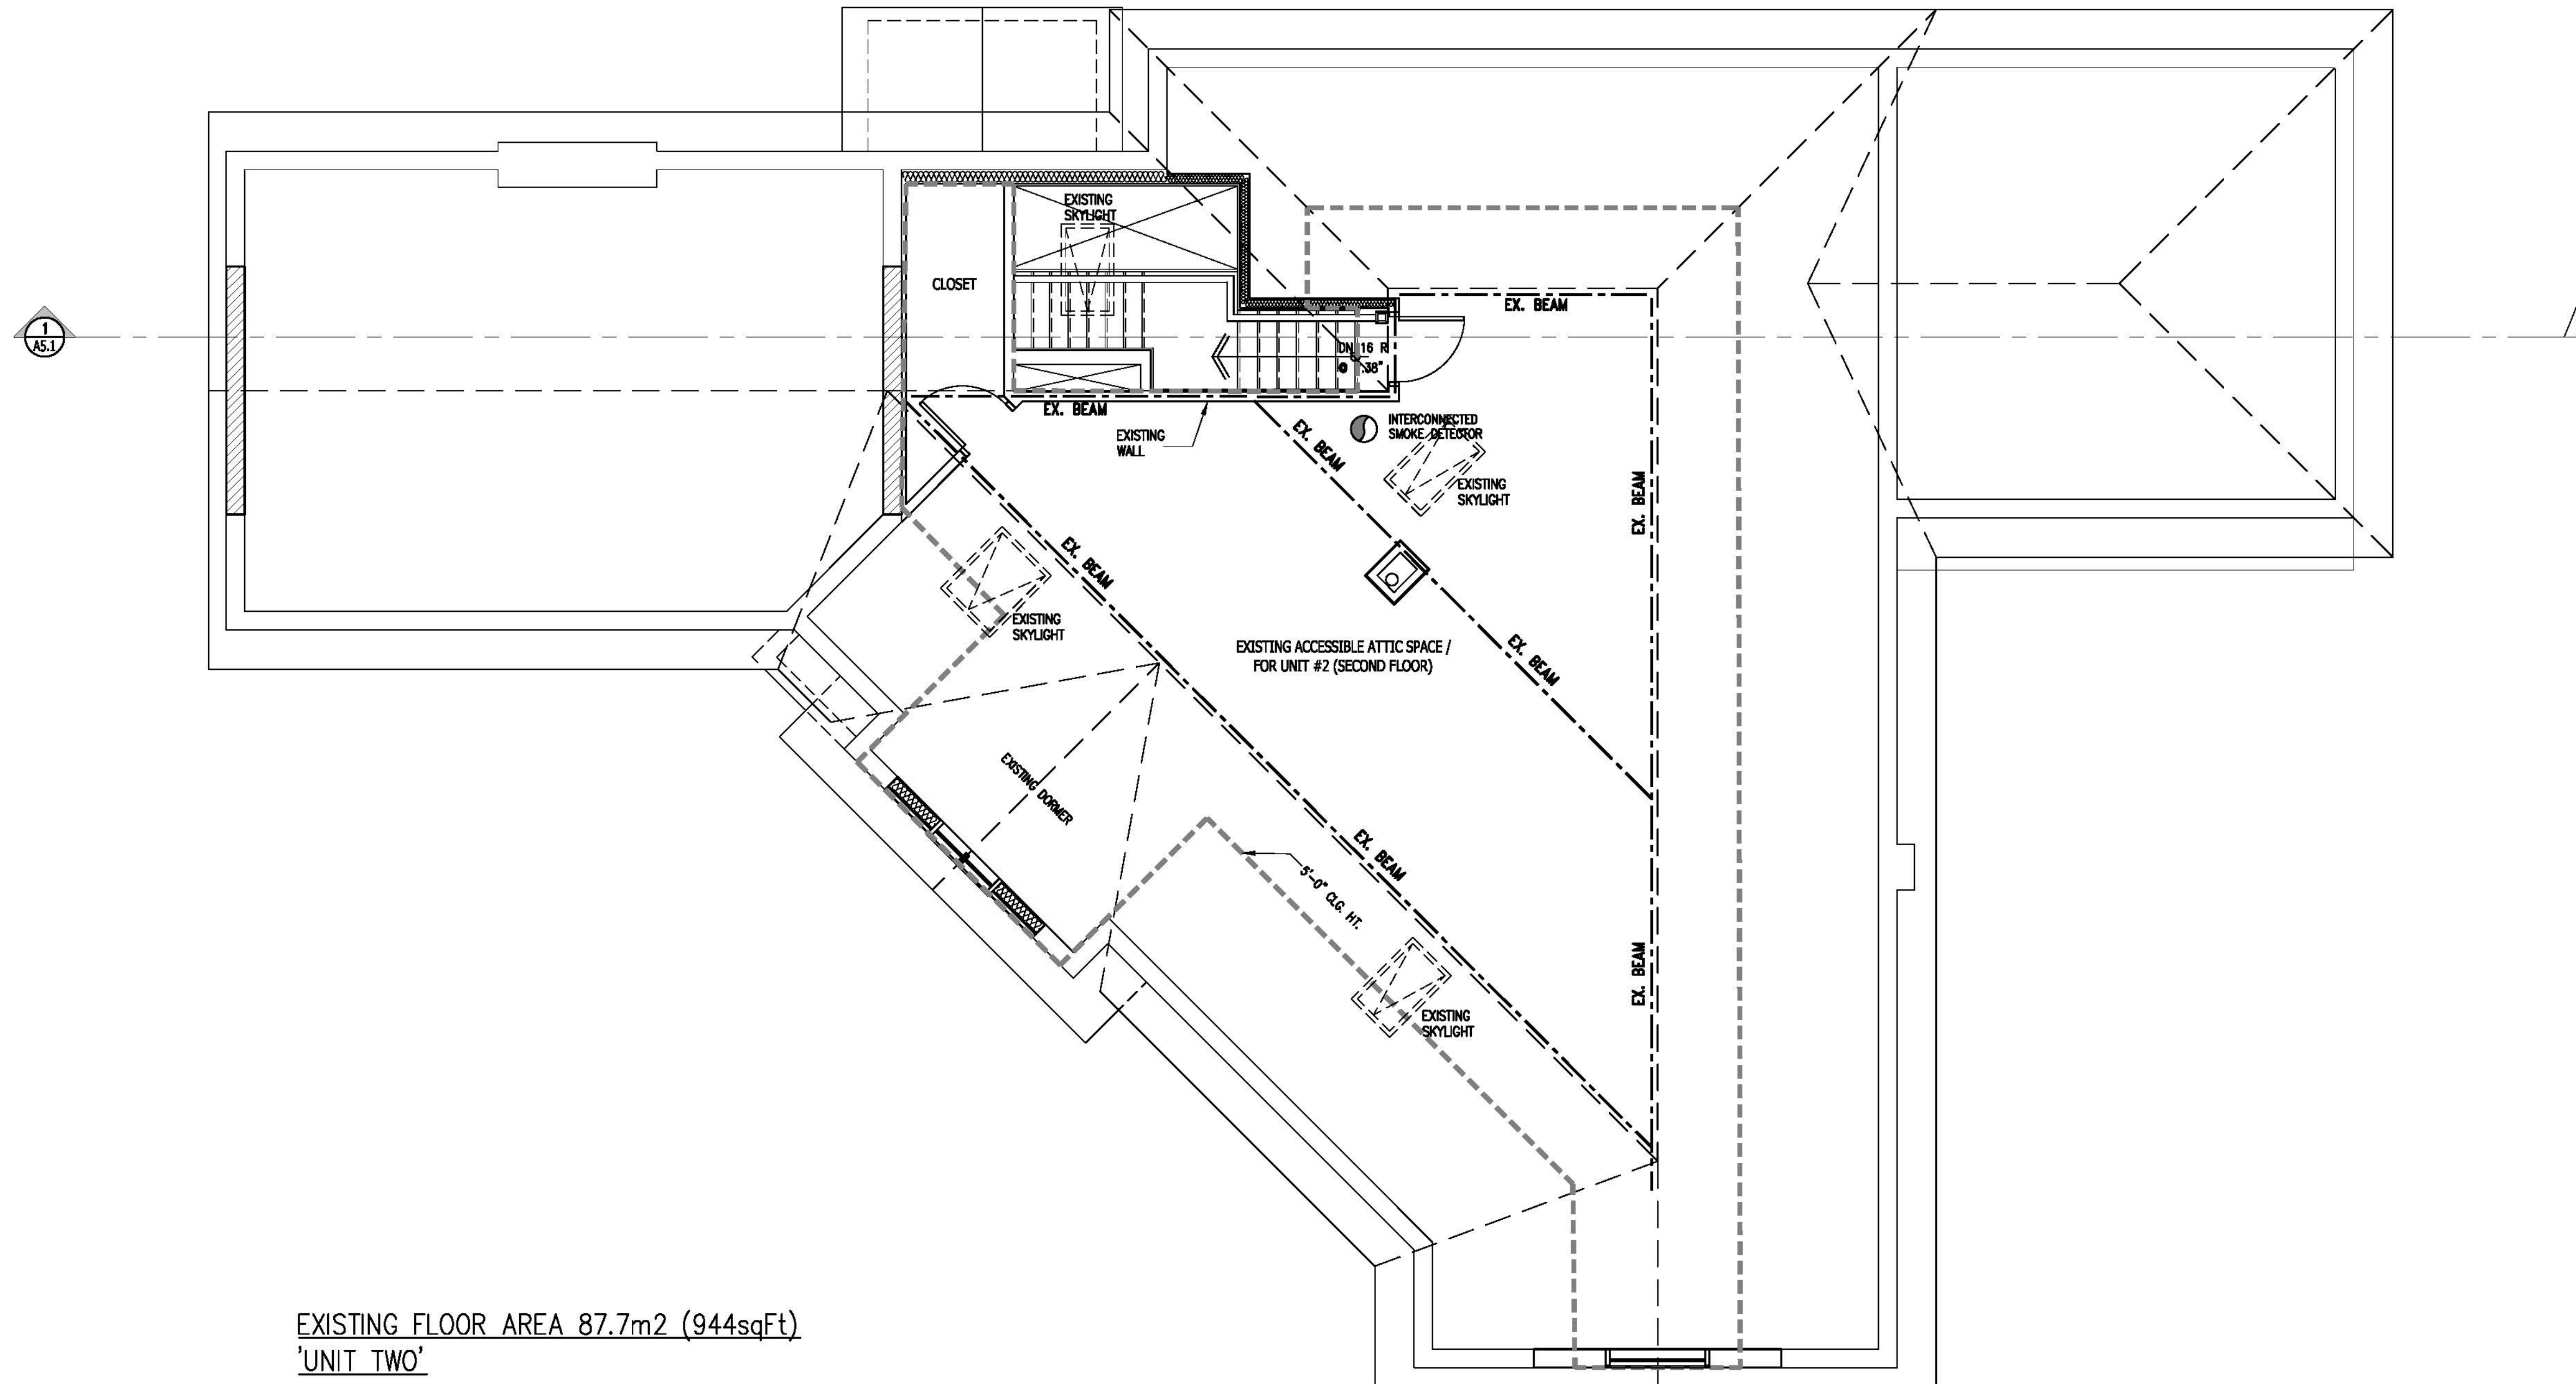 EXISTING
SKYLIGHT
CLOSET
EX. BEAM
1
A5.1
DN 16 R
@ .38"
EX. BEAM
EXISTING
WALL
EX. BEAM
INTERCONNECTED
SMOKE DETECTOR
EXISTING
SKYLIGHT
EX. BEAM
EX. BEAM
EXISTING
SKYLIGHT
EXISTING ACCESSIBLE ATTIC SPACE /
FOR UNIT #2 (SECOND FLOOR)
EX. BEAM
EXISTING DORMER
EX. BEAM
5'-0" CLG. HT.
EX. BEAM
EXISTING
SKYLIGHT
EXISTING FLOOR AREA 87.7m2 (944sqFt)
'UNIT TWO'